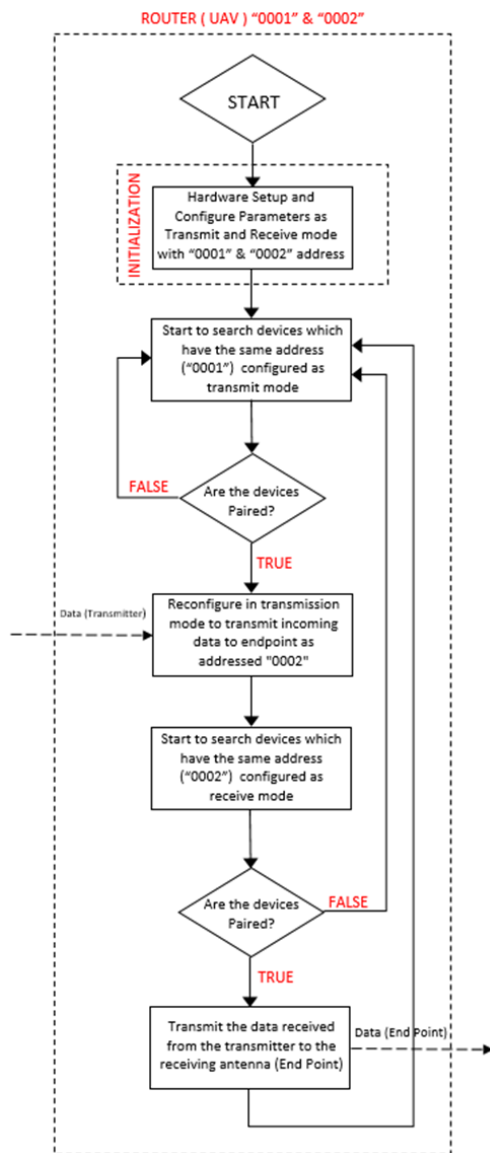 ROUTER ( UAV ) “0001” & “0002”
START
INITIALIZATION
Hardware Setup and
Configure Parameters as
Transmit and Receive mode
with “0001” & “0002” address
Start to search devices which
have the same address
(“0001”) configured as
transmit mode
FALSE
Are the devices
Paired?
TRUE
Data (Transmitter)
Reconfigure in transmission
mode to transmit incoming
data to endpoint as
addressed "0002"
Start to search devices which
have the same address
(“0002”) configured as
receive mode
Are the devices
Paired?
FALSE
TRUE
Transmit the data received
from the transmitter to the
receiving antenna (End Point)
Data (End Point)